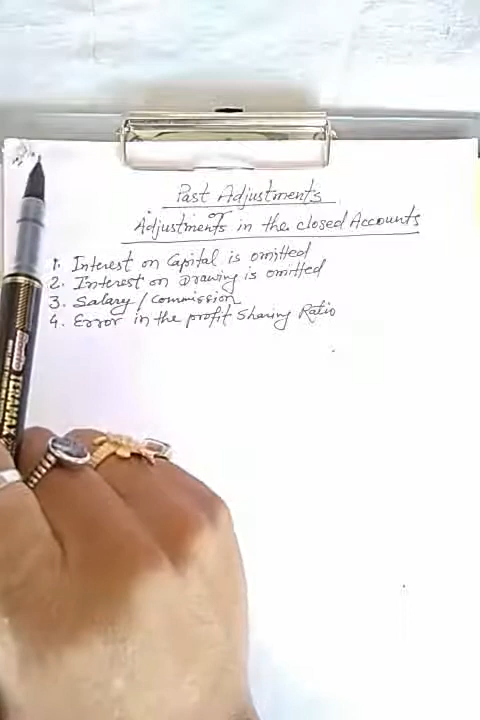 Past Adjustments
or
Adjustments in the closed Accounts
1. Interest on Capital is omitted
2. Interest on Drawing is omitted
3. Salary / Commission
4. Error in the profit Sharing Ratio